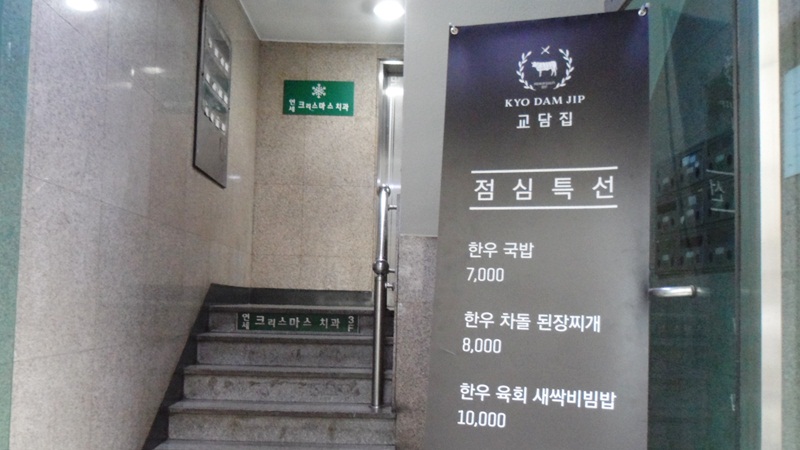 연세 크리스마스 치과
연세 크리스마스 치과 3F
KYO DAM JIP
교담집
점심특선
한우 국밥
7,000
한우 차돌 된장찌개
8,000
한우 육회 새싹비빔밥
10,000